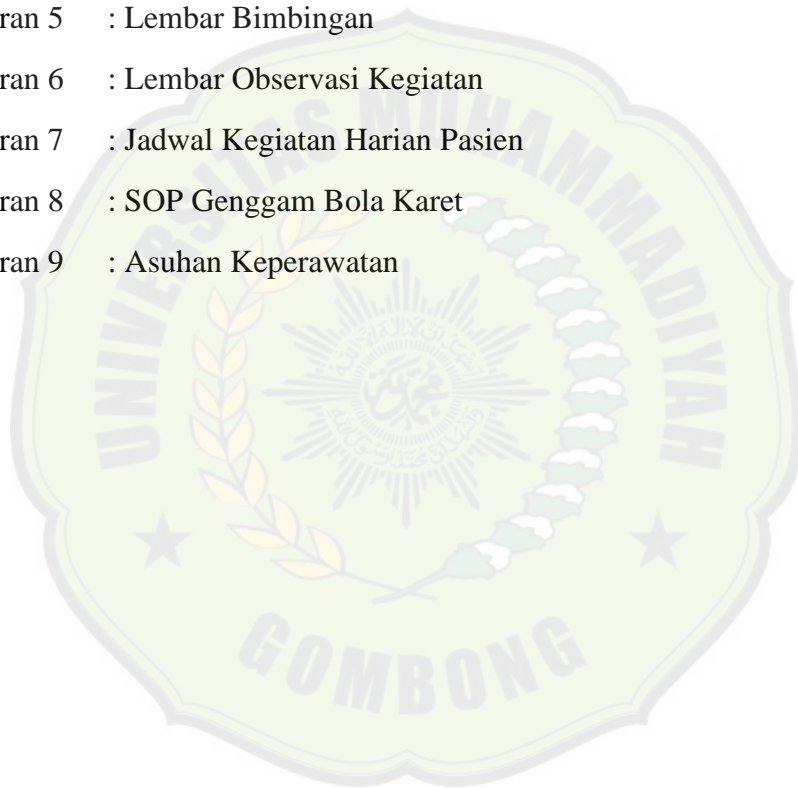 ran 5 : Lembar Bimbingan
ran 6 : Lembar Observasi Kegiatan
ran 7 : Jadwal Kegiatan Harian Pasien
ran 8 : SOP Genggam Bola Karet
ran 9 : Asuhan Keperawatan
UNIVERSITAS MUHAMMADIYAH
GOMBONG